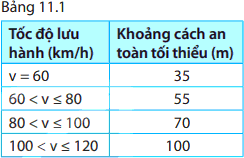 Bảng 11.1
Tốc độ lưu hành (km/h) Khoảng cách an toàn tối thiểu (m)
v = 60 35
60 < v ≤ 80 55
80 < v ≤ 100 70
100 < v ≤ 120 100